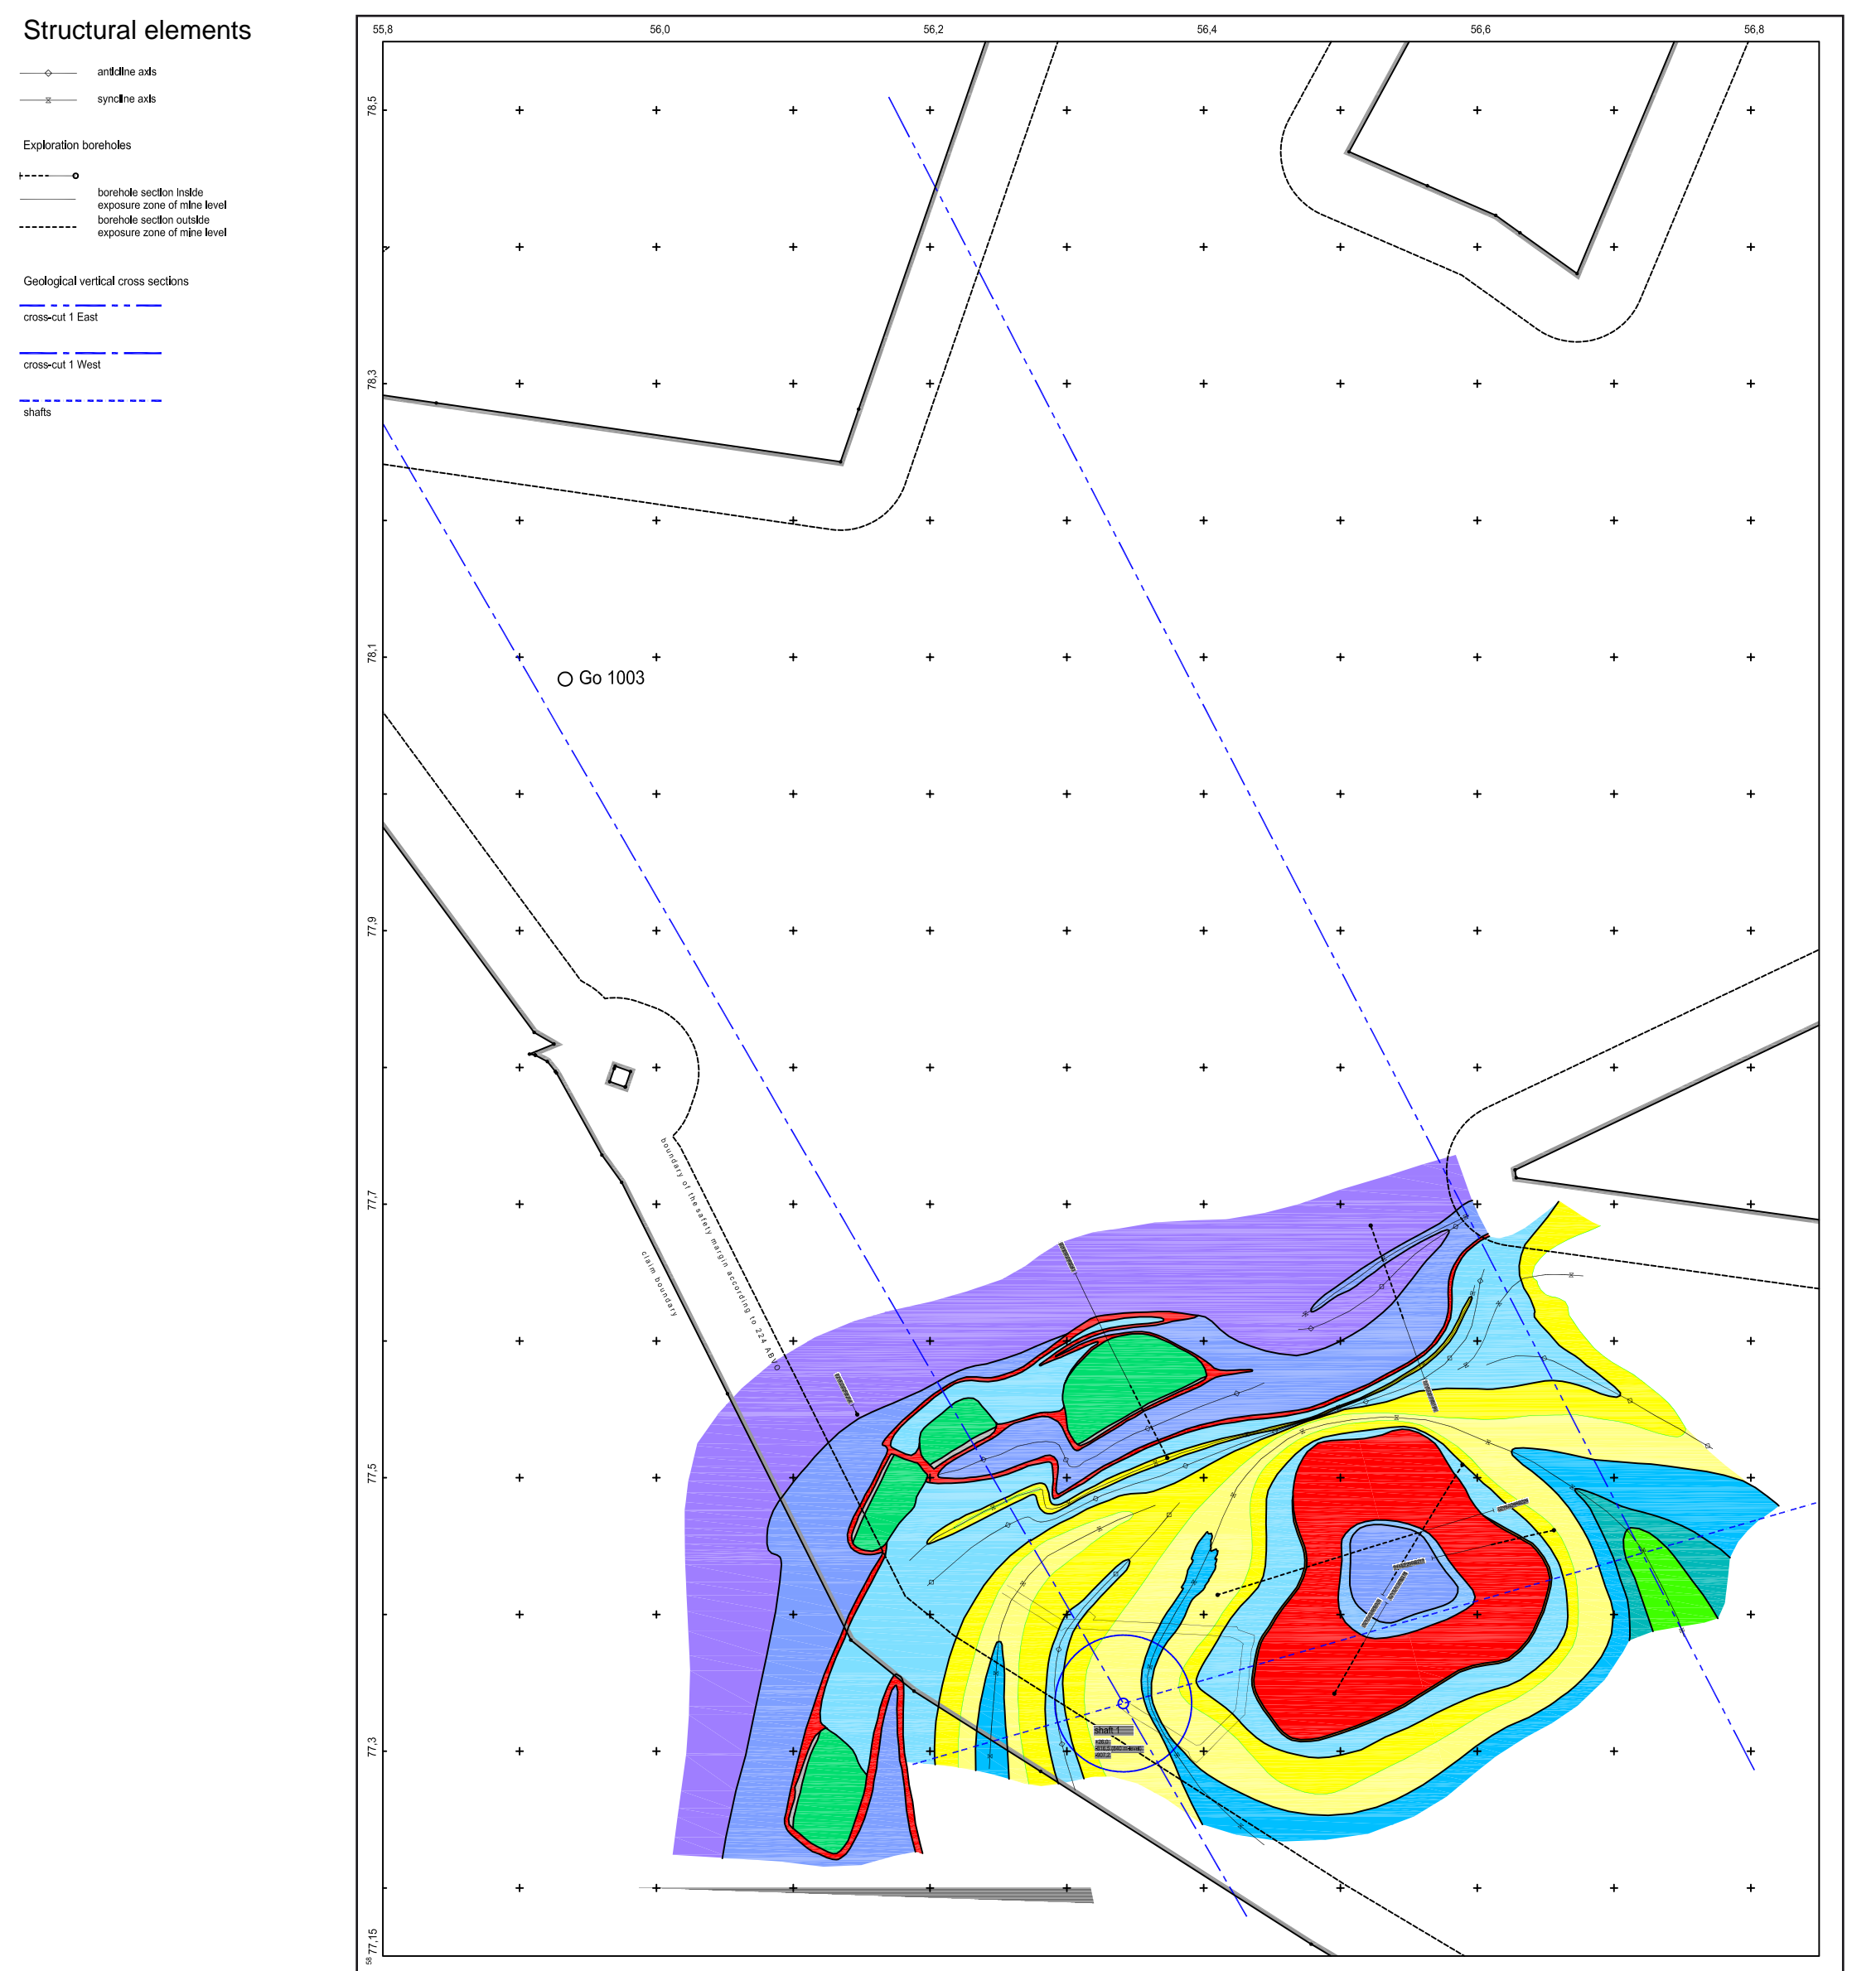 Structural elements
anticline axis
syncline axis
Exploration boreholes
borehole section inside
exposure zone of mine level
borehole section outside
exposure zone of mine level
Geological vertical cross sections
cross-cut 1 East
cross-cut 1 West
shafts
55,8
56,0
56,2
56,4
56,6
56,8
78,5
78,3
78,1
77,9
77,7
77,5
77,3
58 77,15
Go 1003
boundary of the safety margin according to 224 ABVO
claim boundary
shaft 1